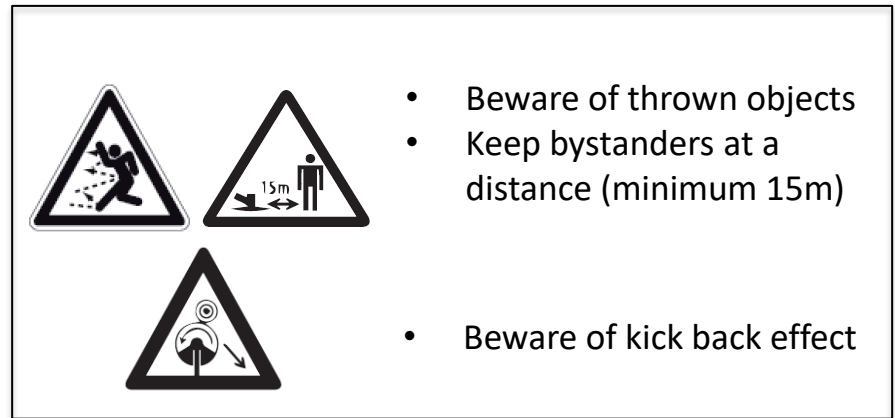 • Beware of thrown objects
• Keep bystanders at a
distance (minimum 15m)
15m
• Beware of kick back effect